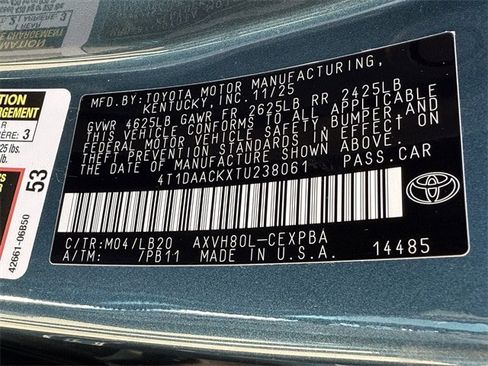 MFD.BY:TOYOTA MOTOR MANUFACTURING,
KENTUCKY,INC. 11/25
GVWR 4625LB GAWR FR 2625LB RR 2425LB
THIS VEHICLE CONFORMS TO ALL APPLICABLE
FEDERAL MOTOR VEHICLE SAFETY, BUMPER, AND
THEFT PREVENTION STANDARDS IN EFFECT ON
THE DATE OF MANUFACTURE SHOWN ABOVE.
4T1DAACKXTU238061 PASS.CAR
C/TR:M04/LB20 AXVH80L-CEXPBA
A/TM: /PB11 MADE IN U.S.A. 14485
TOYOTA
53
42661-06B50